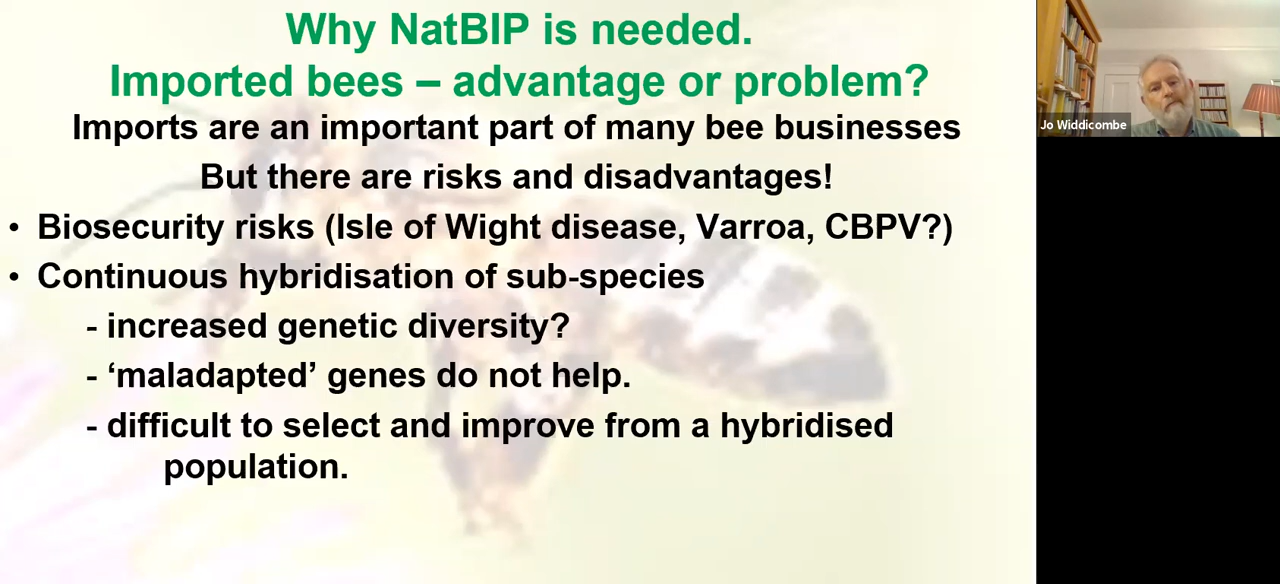 Why NatBIP is needed.
Imported bees – advantage or problem?
Imports are an important part of many bee businesses
But there are risks and disadvantages!
• Biosecurity risks (Isle of Wight disease, Varroa, CBPV?)
• Continuous hybridisation of sub-species
- increased genetic diversity?
- ‘maladapted’ genes do not help.
- difficult to select and improve from a hybridised
population.
Jo Widdicombe